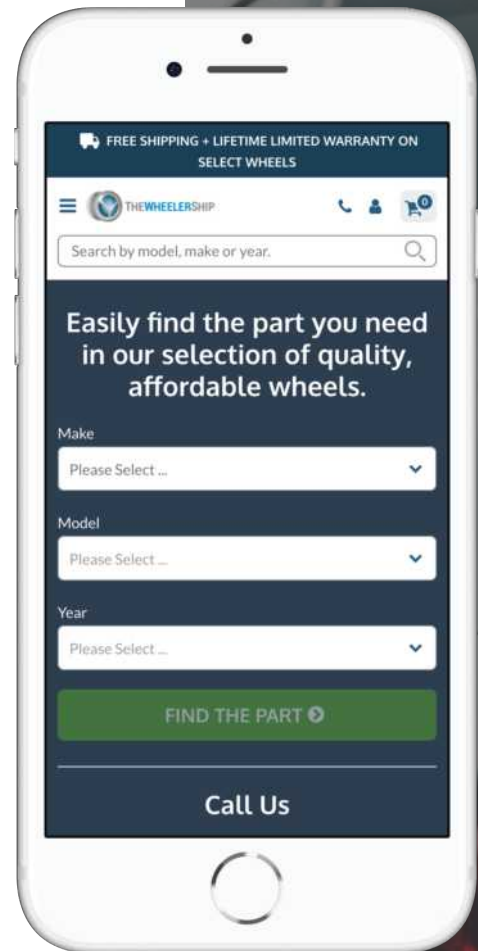 FREE SHIPPING + LIFETIME LIMITED WARRANTY ON
SELECT WHEELS
THEWHEELERSHIP
0
Search by model, make or year.
Easily find the part you need
in our selection of quality,
affordable wheels.
Make
Please Select ...
Model
Please Select ...
Year
Please Select ...
FIND THE PART
Call Us